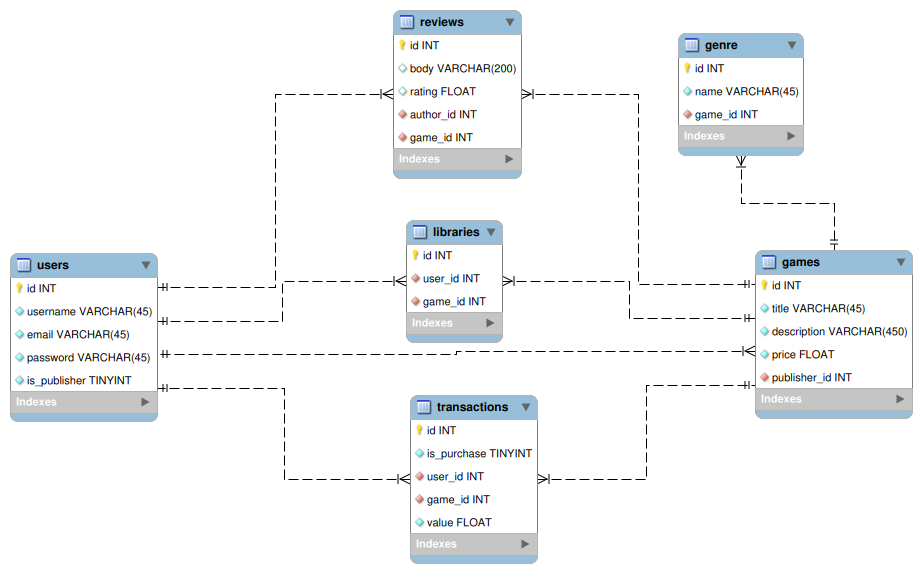 reviews
id INT
body VARCHAR(200)
rating FLOAT
author_id INT
game_id INT
Indexes
genre
id INT
name VARCHAR(45)
game_id INT
Indexes
libraries
id INT
user_id INT
game_id INT
Indexes
users
id INT
username VARCHAR(45)
email VARCHAR(45)
password VARCHAR(45)
is_publisher TINYINT
Indexes
games
id INT
title VARCHAR(45)
description VARCHAR(450)
price FLOAT
publisher_id INT
Indexes
transactions
id INT
is_purchase TINYINT
user_id INT
game_id INT
value FLOAT
Indexes